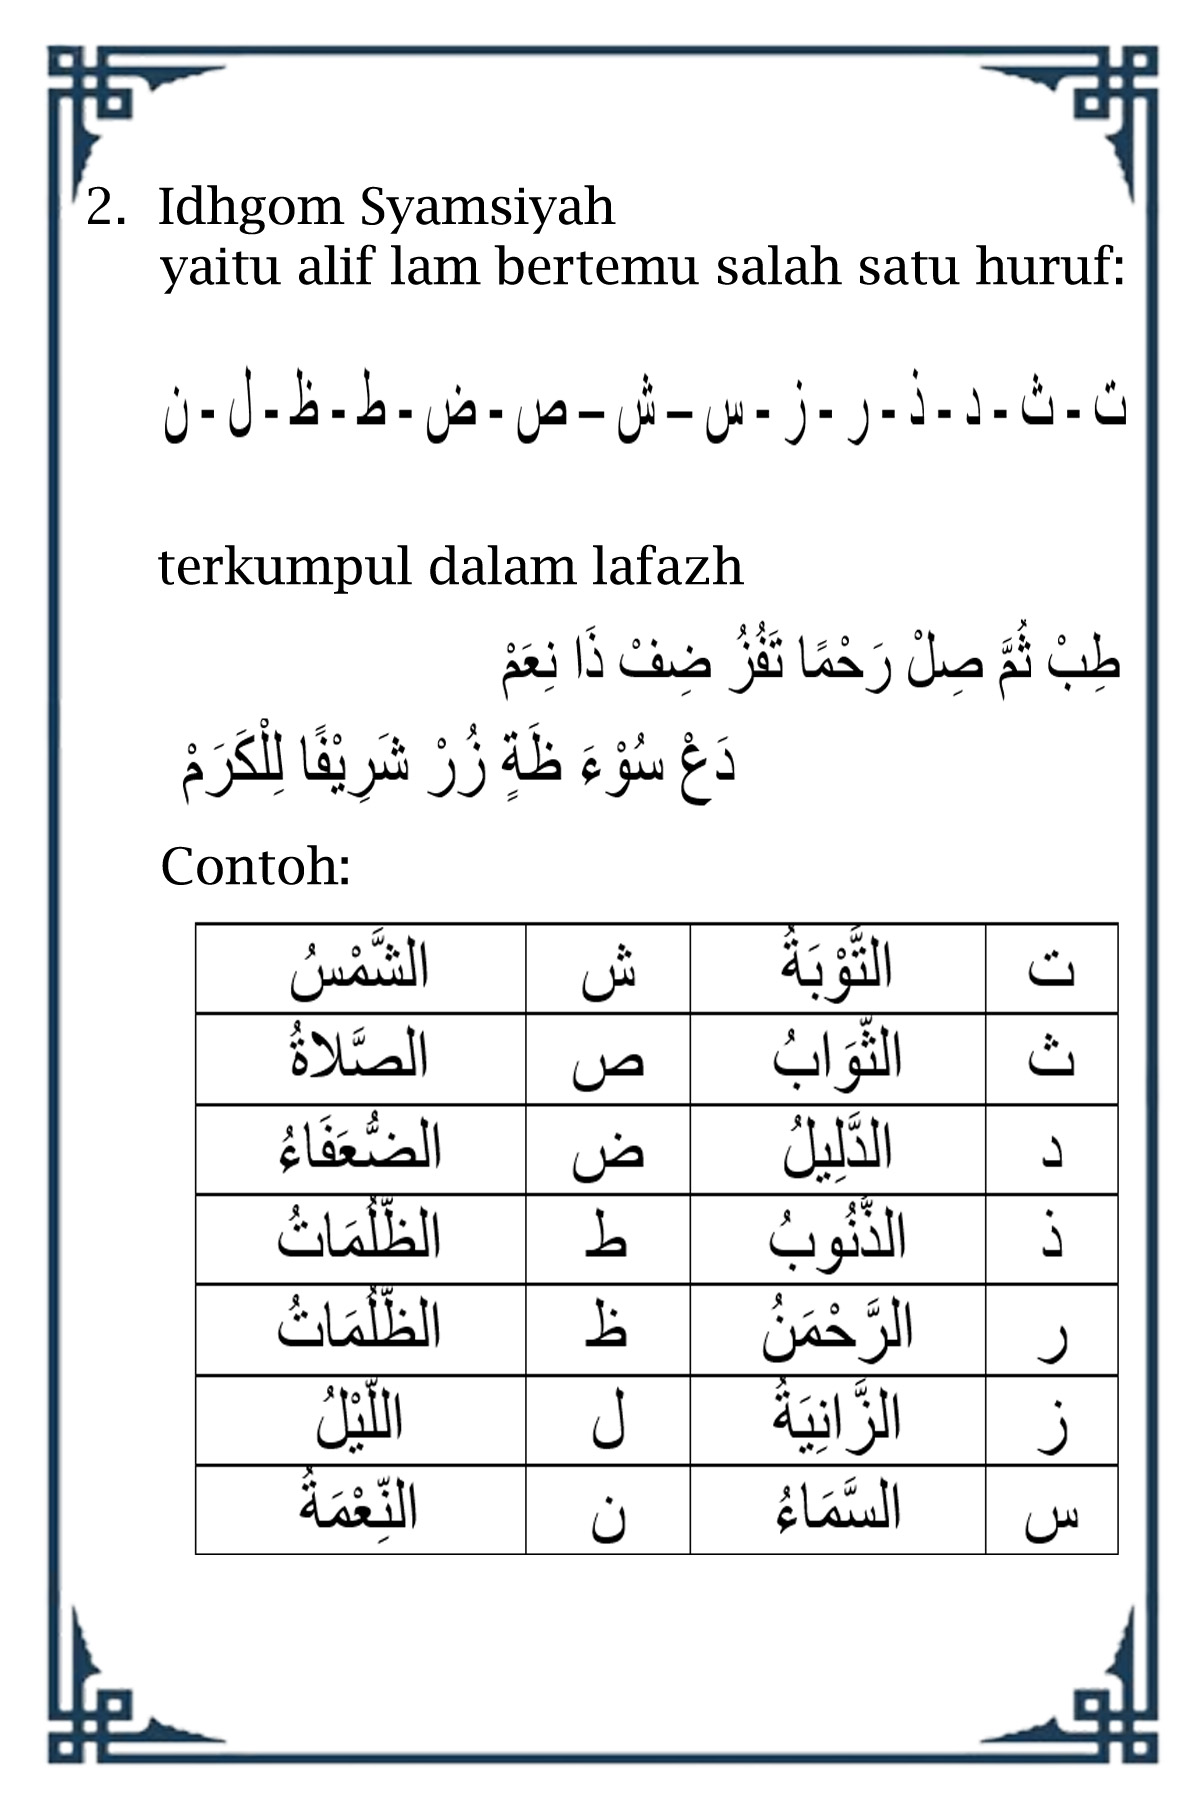 2. Idhgom Syamsiyah
yaitu alif lam bertemu salah satu huruf:
ت - ث - د - ذ - ر - ز - س – ش – ص - ض - ط - ظ - ل - ن
terkumpul dalam lafazh
طِبْ ثُمَّ صِلْ رَحْمًا تَفُزُ ضِفْ ذَا نِعَمْ
دَعْ سُوْءَ ظَةٍ زُرْ شَرِيْفًا لِلْكَرَمْ
Contoh:
ت التَّوْبَةُ ش الشَّمْسُ
ث الثَّوَابُ ص الصَّلاةُ
د الدَّلِيلُ ض الضُّعَفَاءُ
ذ الذُّنُوبُ ط الظُّلُمَاتُ
ر الرَّحْمَنُ ظ الظُّلُمَاتُ
ز الزَّانِيَةُ ل اللَّيْلُ
س السَّمَاءُ ن النِّعْمَةُ